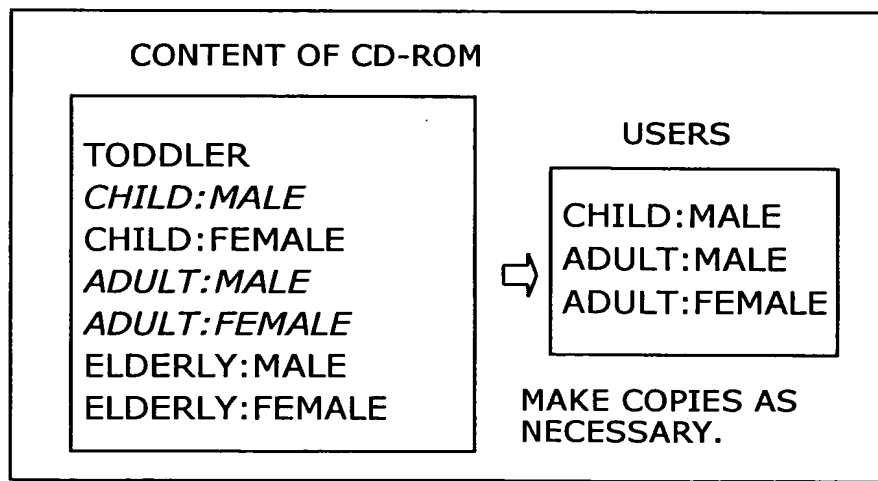 CONTENT OF CD-ROM
TODDLER
CHILD:MALE
CHILD:FEMALE
ADULT:MALE
ADULT:FEMALE
ELDERLY:MALE
ELDERLY:FEMALE
USERS
CHILD:MALE
ADULT:MALE
ADULT:FEMALE
MAKE COPIES AS
NECESSARY.